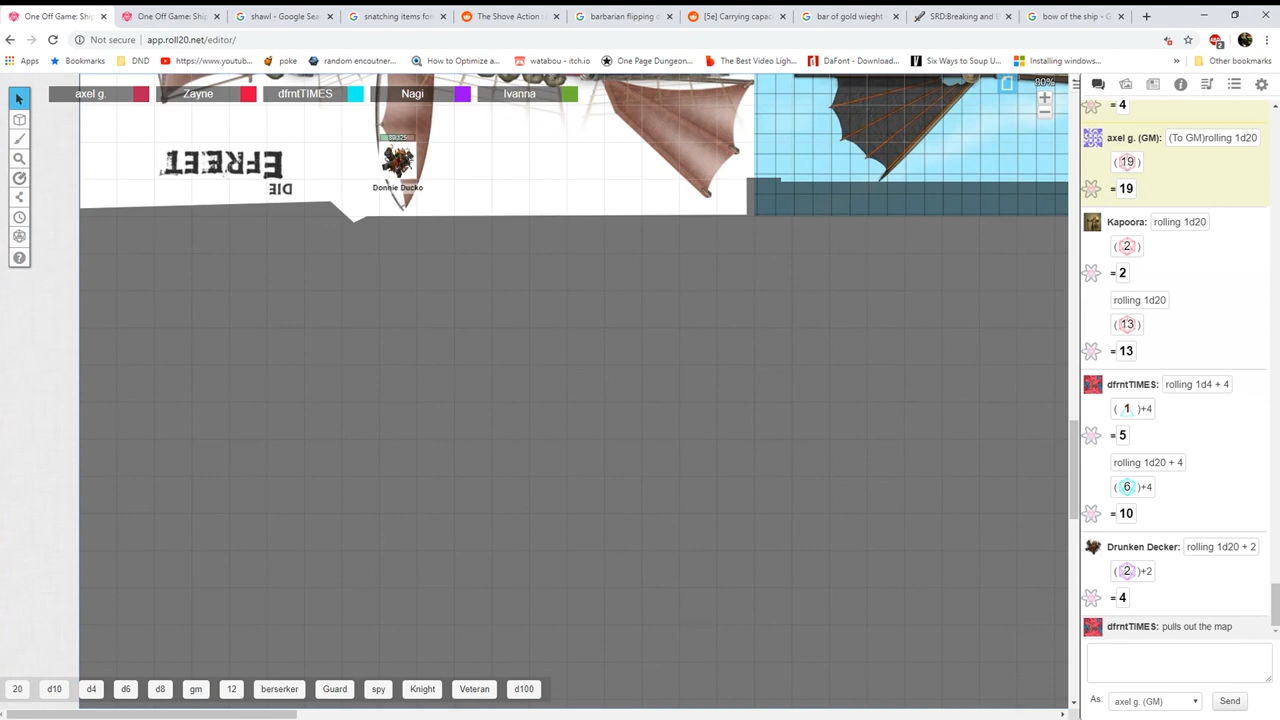 One Off Game: Ship
One Off Game: Ship
shawl - Google Sea
snatching items for
The Shove Action
barbarian flipping
[5e] Carrying capac
bar of gold wieght
SRD:Breaking and E
bow of the ship - G
Not secure | app.roll20.net/editor/
Apps
Bookmarks
DND
https://www.youtub...
poke
random encoutner...
How to Optimize a...
watabou - itch.io
One Page Dungeon...
The Best Video Ligh...
DaFont - Download...
Six Ways to Soup U...
Installing windows...
»
Other bookmarks
axel g.
Zayne
dfrntTIMES
Nagi
Ivanna
80%
EFREET
DIE
Donnie Ducko
= 4
axel g. (GM): (To GM)rolling 1d20
(19)
= 19
Kapoora: rolling 1d20
(2)
= 2
rolling 1d20
(13)
= 13
dfrntTIMES: rolling 1d4 + 4
(1)+4
= 5
rolling 1d20 + 4
(6)+4
= 10
Drunken Decker: rolling 1d20 + 2
(2)+2
= 4
dfrntTIMES: pulls out the map
20
d10
d4
d6
d8
gm
12
berserker
Guard
spy
Knight
Veteran
d100
As: axel g. (GM)
Send